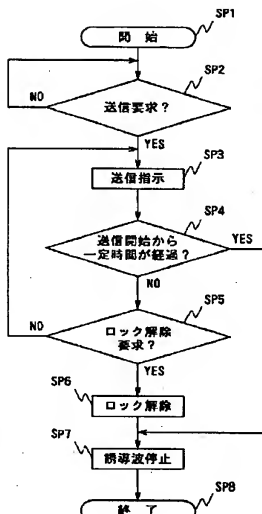 SP1
開始
SP2
送信要求？
NO
YES
SP3
送信指示
SP4
送信開始から
一定時間が経過？
YES
NO
SP5
ロック解除
要求？
NO
YES
SP6
ロック解除
SP7
誘導波停止
SP8
終了